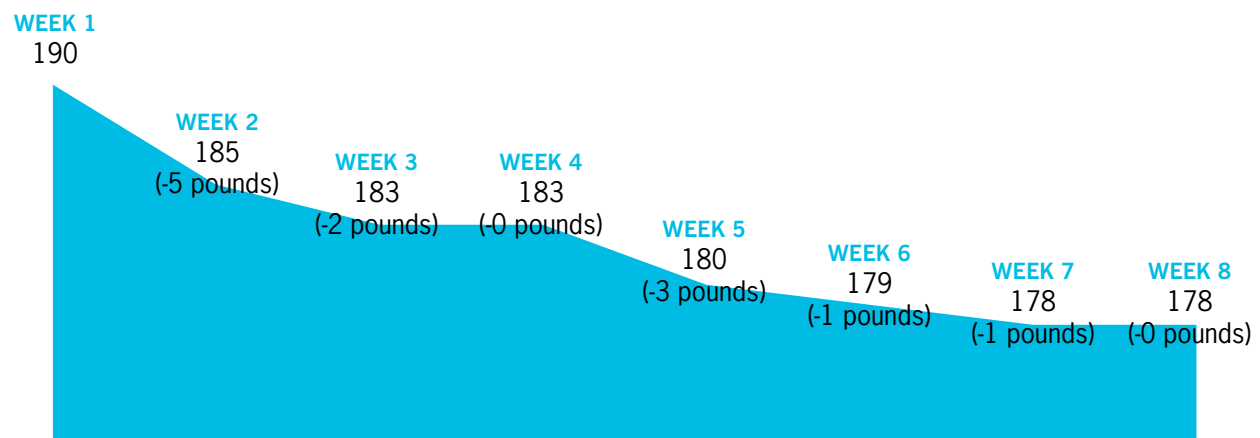 WEEK 1
190
WEEK 2
185
(-5 pounds)
WEEK 3
183
(-2 pounds)
WEEK 4
183
(-0 pounds)
WEEK 5
180
(-3 pounds)
WEEK 6
179
(-1 pounds)
WEEK 7
178
(-1 pounds)
WEEK 8
178
(-0 pounds)